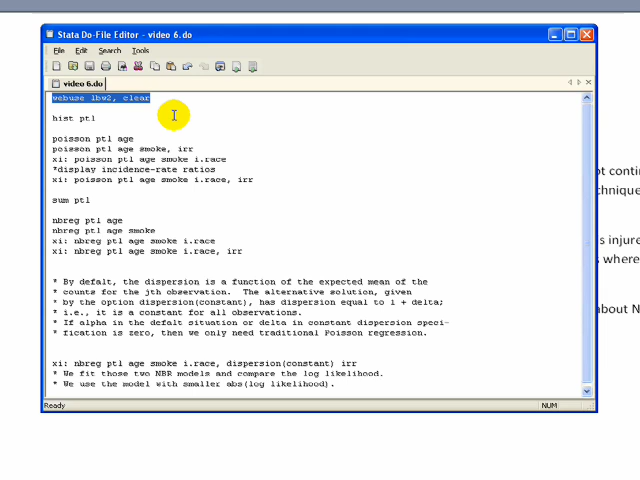 Stata Do-File Editor - video 6.do
File Edit Search Tools
video 6.do
webuse lbw2, clear
hist ptl
poisson ptl age
poisson ptl age smoke, irr
xi: poisson ptl age smoke i.race
*display incidence-rate ratios
xi: poisson ptl age smoke i.race, irr
sum ptl
nbreg ptl age
nbreg ptl age smoke
xi: nbreg ptl age smoke i.race
xi: nbreg ptl age smoke i.race, irr
* By defalt, the dispersion is a function of the expected mean of the
* counts for the jth observation. The alternative solution, given
* by the option dispersion(constant), has dispersion equal to 1 + delta;
* i.e., it is a constant for all observations.
* If alpha in the defalt situation or delta in constant dispersion speci-
* fication is zero, then we only need traditional Poisson regression.
xi: nbreg ptl age smoke i.race, dispersion(constant) irr
* We fit those two NBR models and compare the log likelihood.
* We use the model with smaller abs(log likelihood).
Ready NUM
ot conti
chnique
s injure
s where
bout N